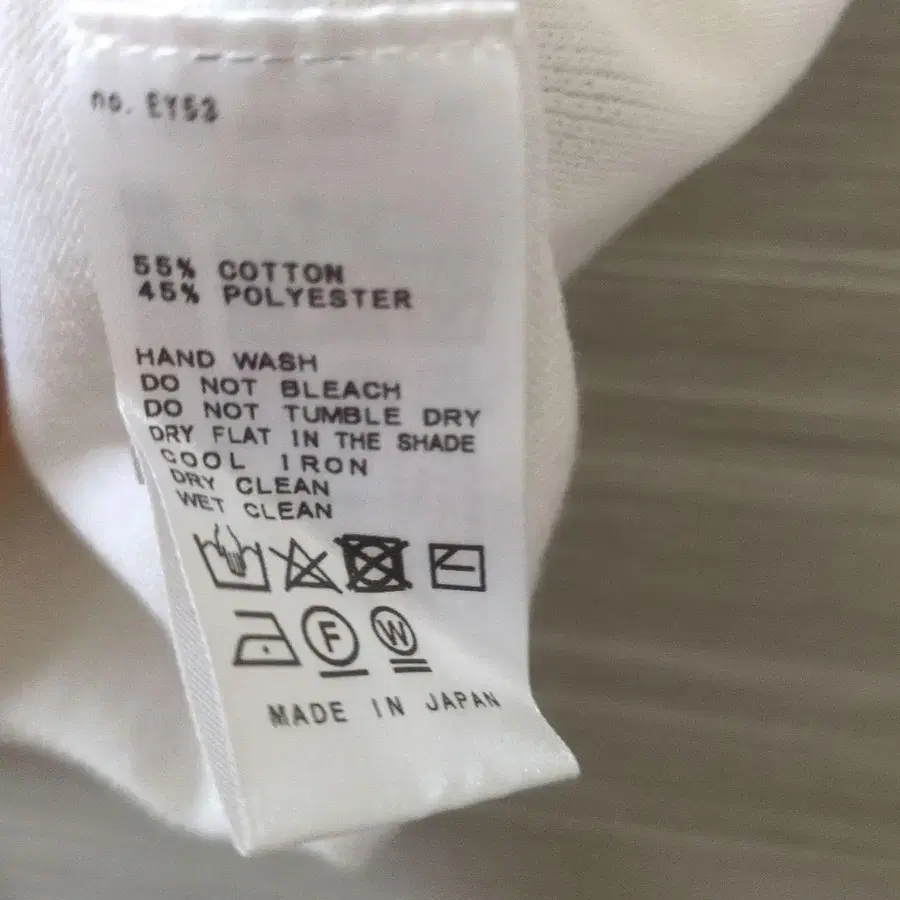 no. EY53
55% COTTON
45% POLYESTER
HAND WASH
DO NOT BLEACH
DO NOT TUMBLE DRY
DRY FLAT IN THE SHADE
COOL IRON
DRY CLEAN
WET CLEAN
F W
MADE IN JAPAN